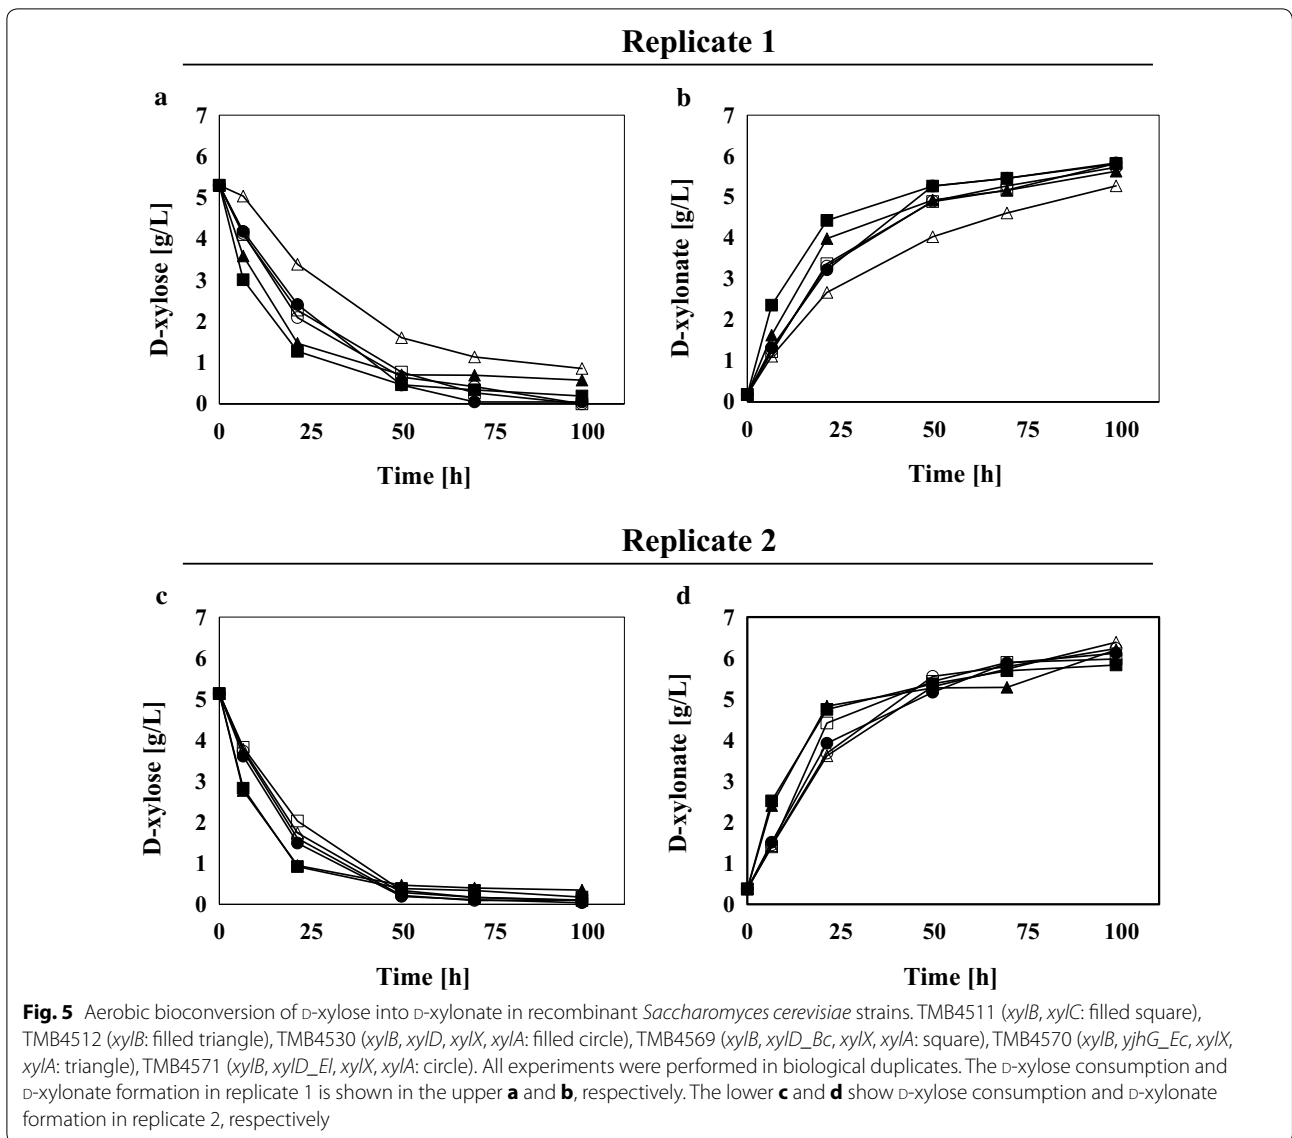 Replicate 1
a
b
7
6
5
4
3
2
1
0
D-xylose [g/L]
0 25 50 75 100
Time [h]
7
6
5
4
3
2
1
0
D-xylonate [g/L]
0 25 50 75 100
Time [h]
Replicate 2
c
d
7
6
5
4
3
2
1
0
D-xylose [g/L]
0 25 50 75 100
Time [h]
7
6
5
4
3
2
1
0
D-xylonate [g/L]
0 25 50 75 100
Time [h]
Fig. 5 Aerobic bioconversion of D-xylose into D-xylonate in recombinant Saccharomyces cerevisiae strains. TMB4511 (xylB, xylC: filled square),
TMB4512 (xylB: filled triangle), TMB4530 (xylB, xylD, xylX, xylA: filled circle), TMB4569 (xylB, xylD_Bc, xylX, xylA: square), TMB4570 (xylB, yjhG_Ec, xylX,
xylA: triangle), TMB4571 (xylB, xylD_El, xylX, xylA: circle). All experiments were performed in biological duplicates. The D-xylose consumption and
D-xylonate formation in replicate 1 is shown in the upper a and b, respectively. The lower c and d show D-xylose consumption and D-xylonate
formation in replicate 2, respectively